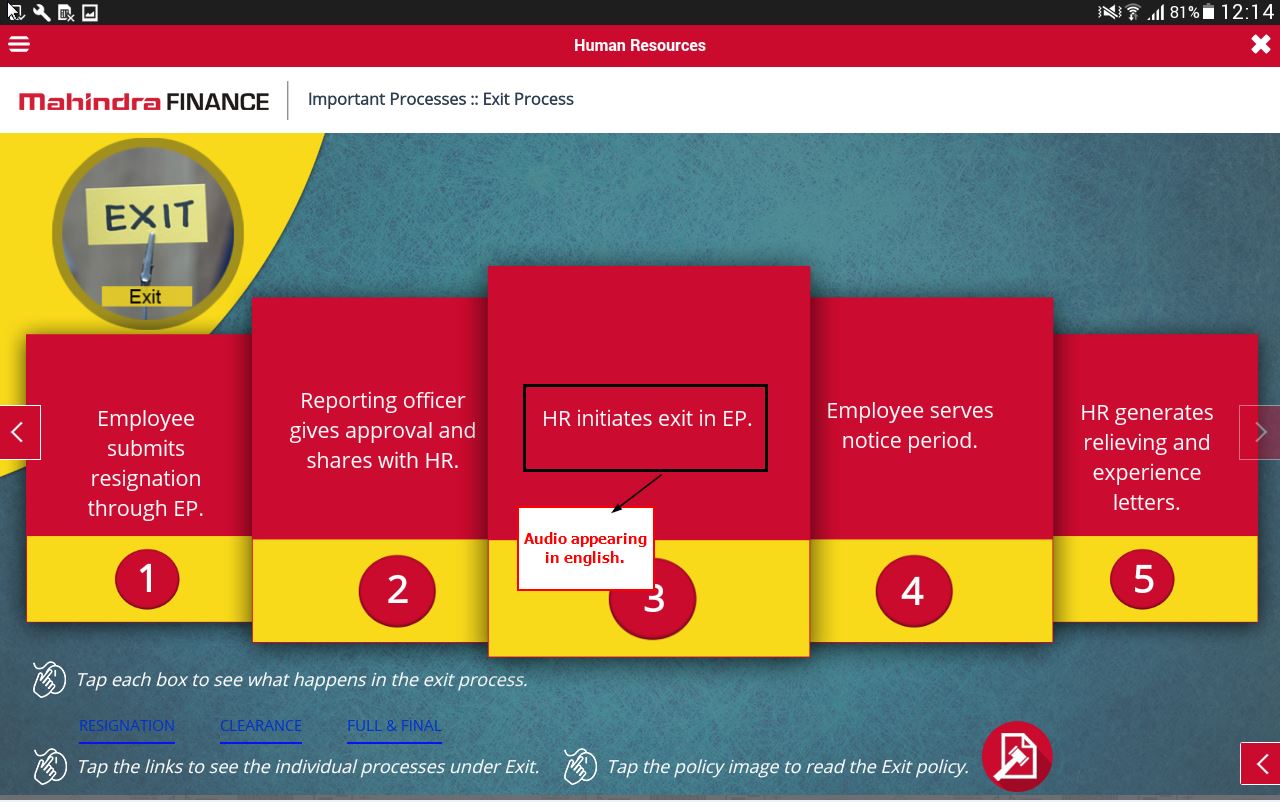 81% 12:14
Human Resources
Mahindra FINANCE
Important Processes :: Exit Process
EXIT
Exit
Employee
submits
resignation
through EP.
1
Reporting officer
gives approval and
shares with HR.
2
HR initiates exit in EP.
Audio appearing
in english.
3
Employee serves
notice period.
4
HR generates
relieving and
experience
letters.
5
Tap each box to see what happens in the exit process.
RESIGNATION CLEARANCE FULL & FINAL
Tap the links to see the individual processes under Exit.
Tap the policy image to read the Exit policy.